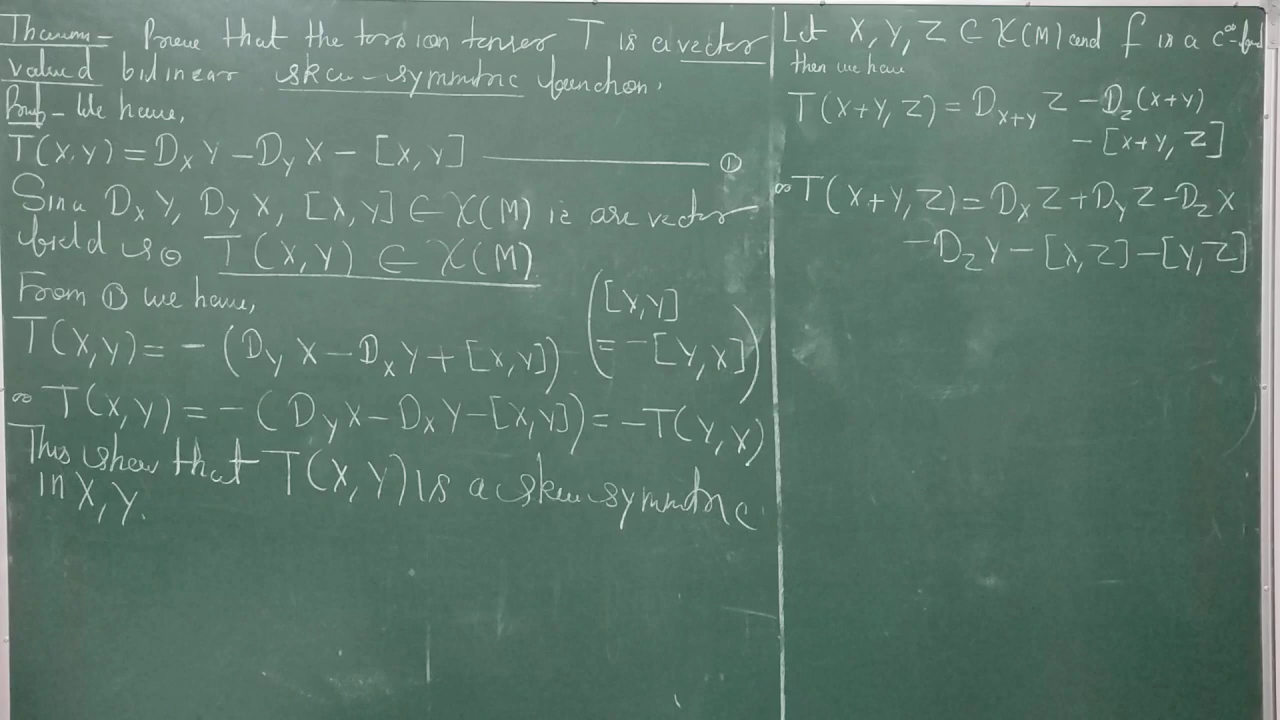 Theorem - Prove that the torsion tensor T is a vector
valued bilinear skew-symmetric function.
Proof - We have,
T(X,Y) = D_X Y - D_Y X - [X,Y] ——— ①
Since D_X Y, D_Y X, [X,Y] ∈ χ(M) ie are vector
field so T(X,Y) ∈ χ(M)
From ① we have,
T(X,Y) = - (D_Y X - D_X Y + [X,Y]) ([X,Y] = -[Y,X])
∞ T(X,Y) = -(D_Y X - D_X Y - [X,Y]) = -T(Y,X)
This show that T(X,Y) is a skew symmetric
in X, Y.
Let X, Y, Z ∈ χ(M) and f is a C^∞
then we have
T(X+Y, Z) = D_{X+Y} Z - D_Z (X+Y)
- [X+Y, Z]
∞ T(X+Y, Z) = D_X Z + D_Y Z - D_Z X
- D_Z Y - [X,Z] - [Y,Z]